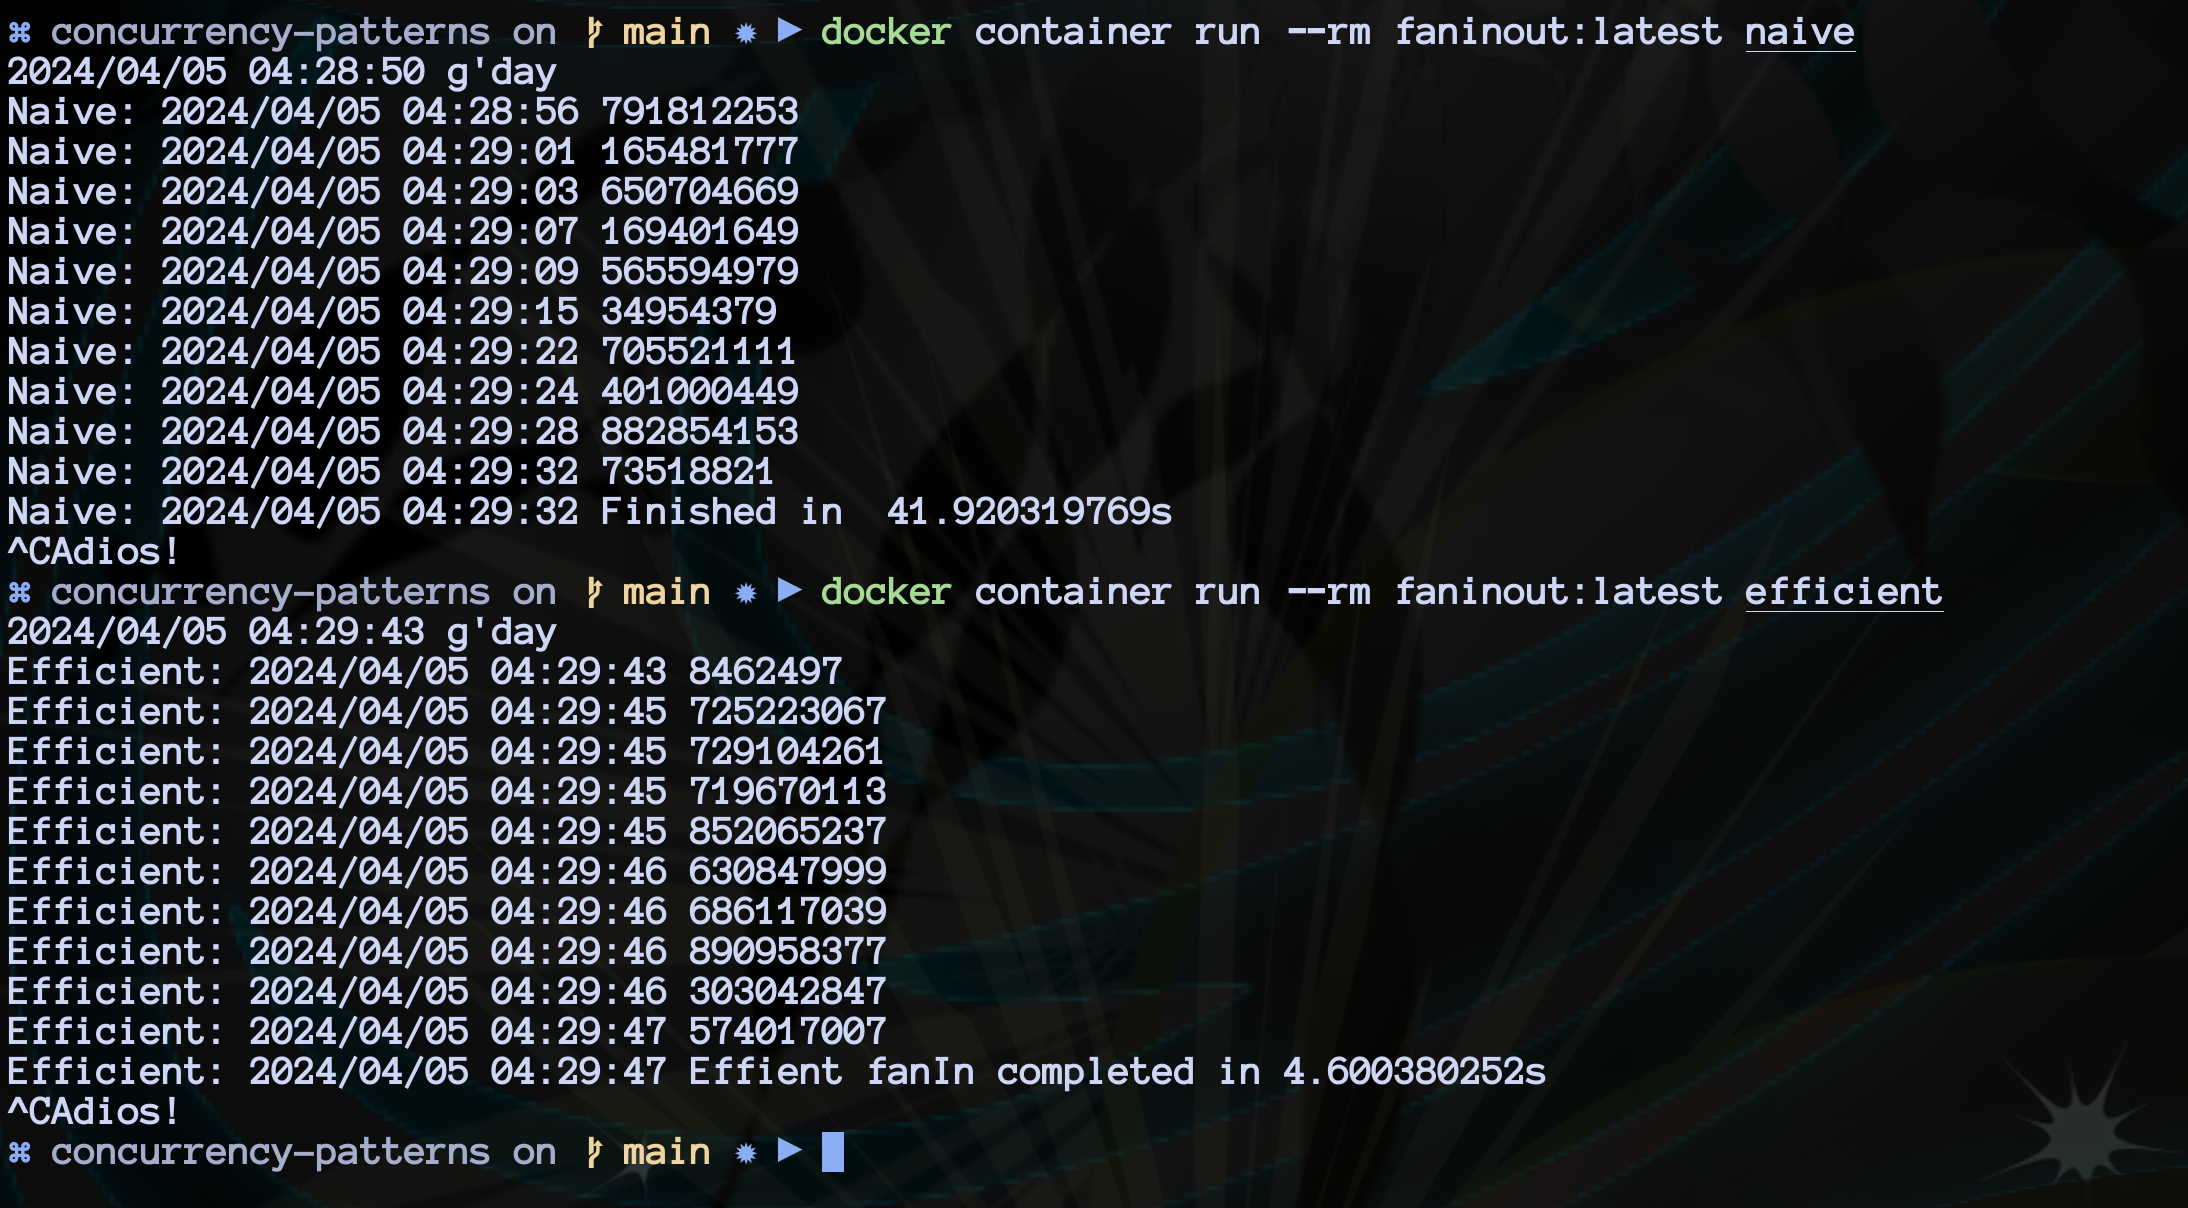 ⌘ concurrency-patterns on main ✹ ▶ docker container run --rm faninout:latest naive
2024/04/05 04:28:50 g'day
Naive: 2024/04/05 04:28:56 791812253
Naive: 2024/04/05 04:29:01 165481777
Naive: 2024/04/05 04:29:03 650704669
Naive: 2024/04/05 04:29:07 169401649
Naive: 2024/04/05 04:29:09 565594979
Naive: 2024/04/05 04:29:15 34954379
Naive: 2024/04/05 04:29:22 705521111
Naive: 2024/04/05 04:29:24 401000449
Naive: 2024/04/05 04:29:28 882854153
Naive: 2024/04/05 04:29:32 73518821
Naive: 2024/04/05 04:29:32 Finished in  41.920319769s
^CAdios!
⌘ concurrency-patterns on main ✹ ▶ docker container run --rm faninout:latest efficient
2024/04/05 04:29:43 g'day
Efficient: 2024/04/05 04:29:43 8462497
Efficient: 2024/04/05 04:29:45 725223067
Efficient: 2024/04/05 04:29:45 729104261
Efficient: 2024/04/05 04:29:45 719670113
Efficient: 2024/04/05 04:29:45 852065237
Efficient: 2024/04/05 04:29:46 630847999
Efficient: 2024/04/05 04:29:46 686117039
Efficient: 2024/04/05 04:29:46 890958377
Efficient: 2024/04/05 04:29:46 303042847
Efficient: 2024/04/05 04:29:47 574017007
Efficient: 2024/04/05 04:29:47 Effient fanIn completed in 4.600380252s
^CAdios!
⌘ concurrency-patterns on main ✹ ▶